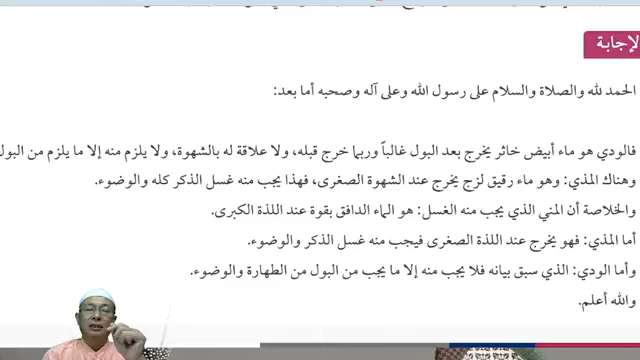 الإجابة
الحمد لله والصلاة والسلام على رسول الله وعلى آله وصحبه أما بعد:
فالودي هو ماء أبيض خاثر يخرج بعد البول غالباً وربما خرج قبله، ولا علاقة له بالشهوة، ولا يلزم منه إلا ما يلزم من البول
وهناك المذي: وهو ماء رقيق لزج يخرج عند الشهوة الصغرى، فهذا يجب منه غسل الذكر كله والوضوء.
والخلاصة أن المني الذي يجب منه الغسل: هو الماء الدافق بقوة عند اللذة الكبرى.
أما المذي: فهو يخرج عند اللذة الصغرى فيجب منه غسل الذكر والوضوء.
وأما الودي: الذي سبق بيانه فلا يجب منه إلا ما يجب من البول من الطهارة والوضوء.
والله أعلم.